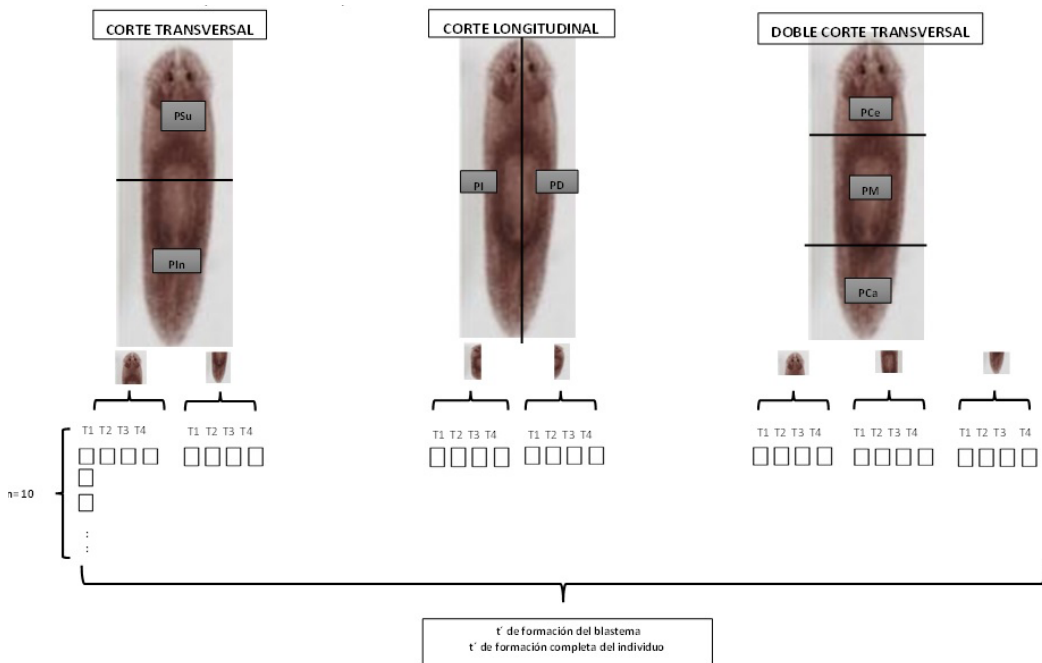 CORTE TRANSVERSAL
CORTE LONGITUDINAL
DOBLE CORTE TRANSVERSAL
PSu
PIn
PI
PD
PCe
PM
PCa
T1 T2 T3 T4
T1 T2 T3 T4
T1 T2 T3 T4
T1 T2 T3 T4
T1 T2 T3 T4
T1 T2 T3 T4
T1 T2 T3 T4
n=10
:
:
t´ de formación del blastema
t´ de formación completa del individuo